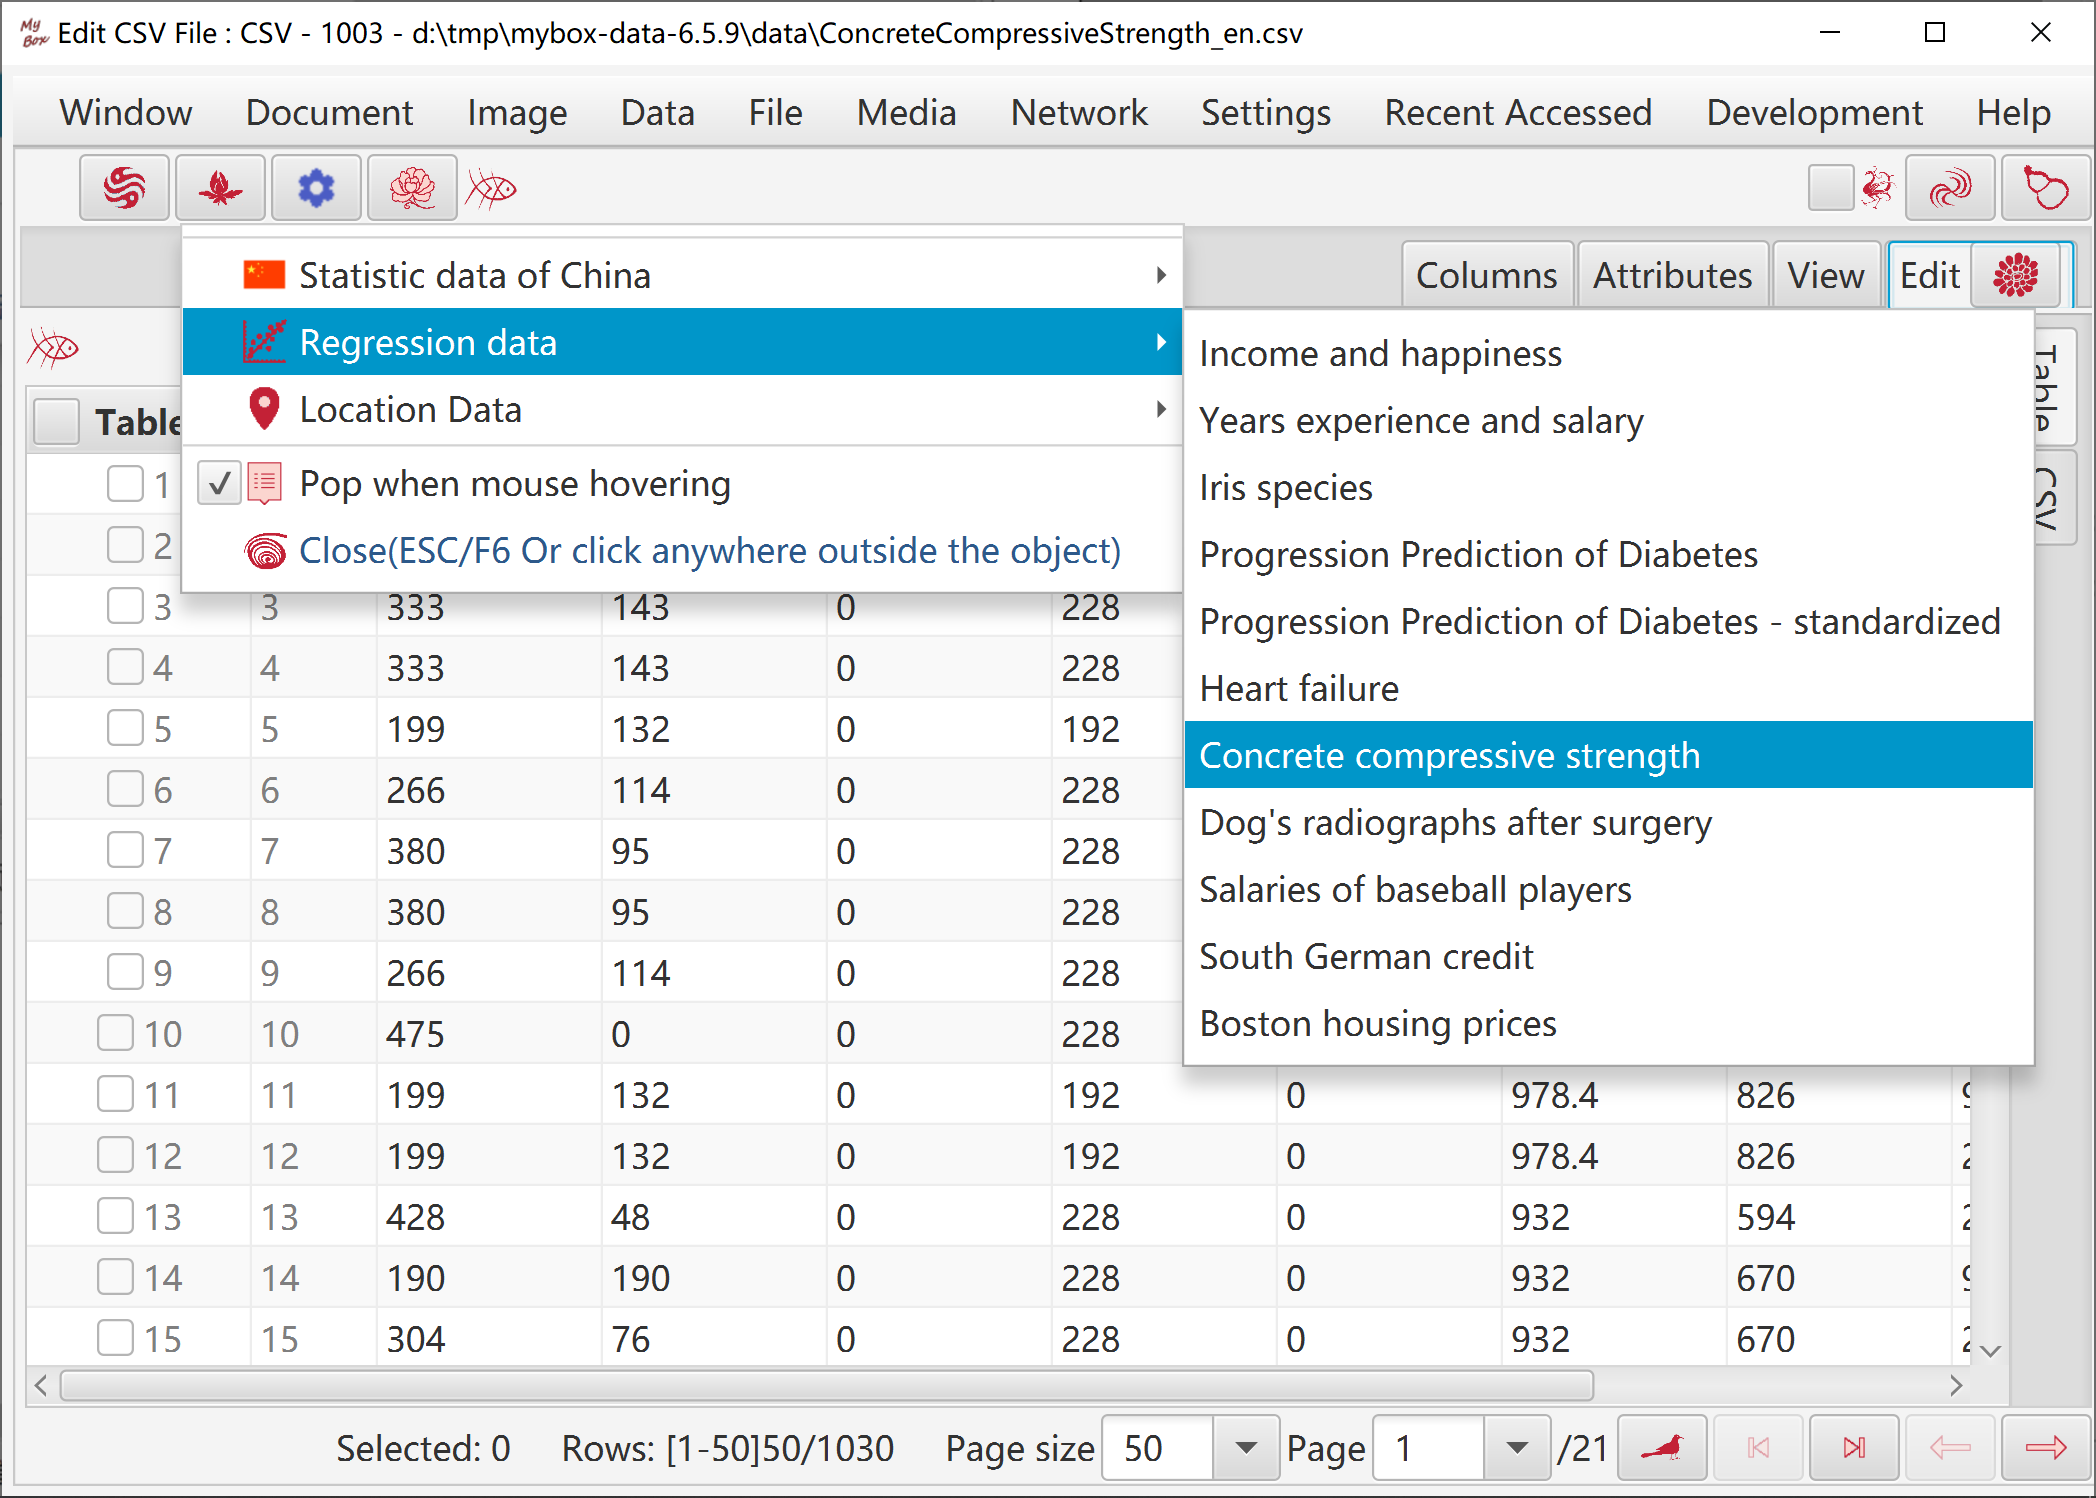 My Box Edit CSV File : CSV - 1003 - d:\tmp\mybox-data-6.5.9\data\ConcreteCompressiveStrength_en.csv
Window Document Image Data File Media Network Settings Recent Accessed Development Help
Columns Attributes View Edit
Statistic data of China
Regression data
Location Data
Pop when mouse hovering
Close(ESC/F6 Or click anywhere outside the object)
Income and happiness
Years experience and salary
Iris species
Progression Prediction of Diabetes
Progression Prediction of Diabetes - standardized
Heart failure
Concrete compressive strength
Dog's radiographs after surgery
Salaries of baseball players
South German credit
Boston housing prices
Table
CSV
Table
1
2
3 3 333 143 0 228
4 4 333 143 0 228
5 5 199 132 0 192
6 6 266 114 0 228
7 7 380 95 0 228
8 8 380 95 0 228
9 9 266 114 0 228
10 10 475 0 0 228
11 11 199 132 0 192 0 978.4 826
12 12 199 132 0 192 0 978.4 826
13 13 428 48 0 228 0 932 594
14 14 190 190 0 228 0 932 670
15 15 304 76 0 228 0 932 670
Selected: 0 Rows: [1-50]50/1030 Page size 50 Page 1 /21